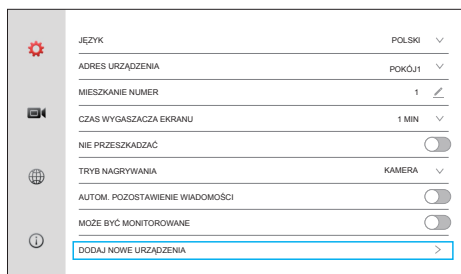 JĘZYK POLSKI
ADRES URZĄDZENIA POKÓJ1
MIESZKANIE NUMER 1
CZAS WYGASZACZA EKRANU 1 MIN
NIE PRZESZKADZAĆ
TRYB NAGRYWANIA KAMERA
AUTOM. POZOSTAWIENIE WIADOMOŚCI
MOŻE BYĆ MONITOROWANE
DODAJ NOWE URZĄDZENIA